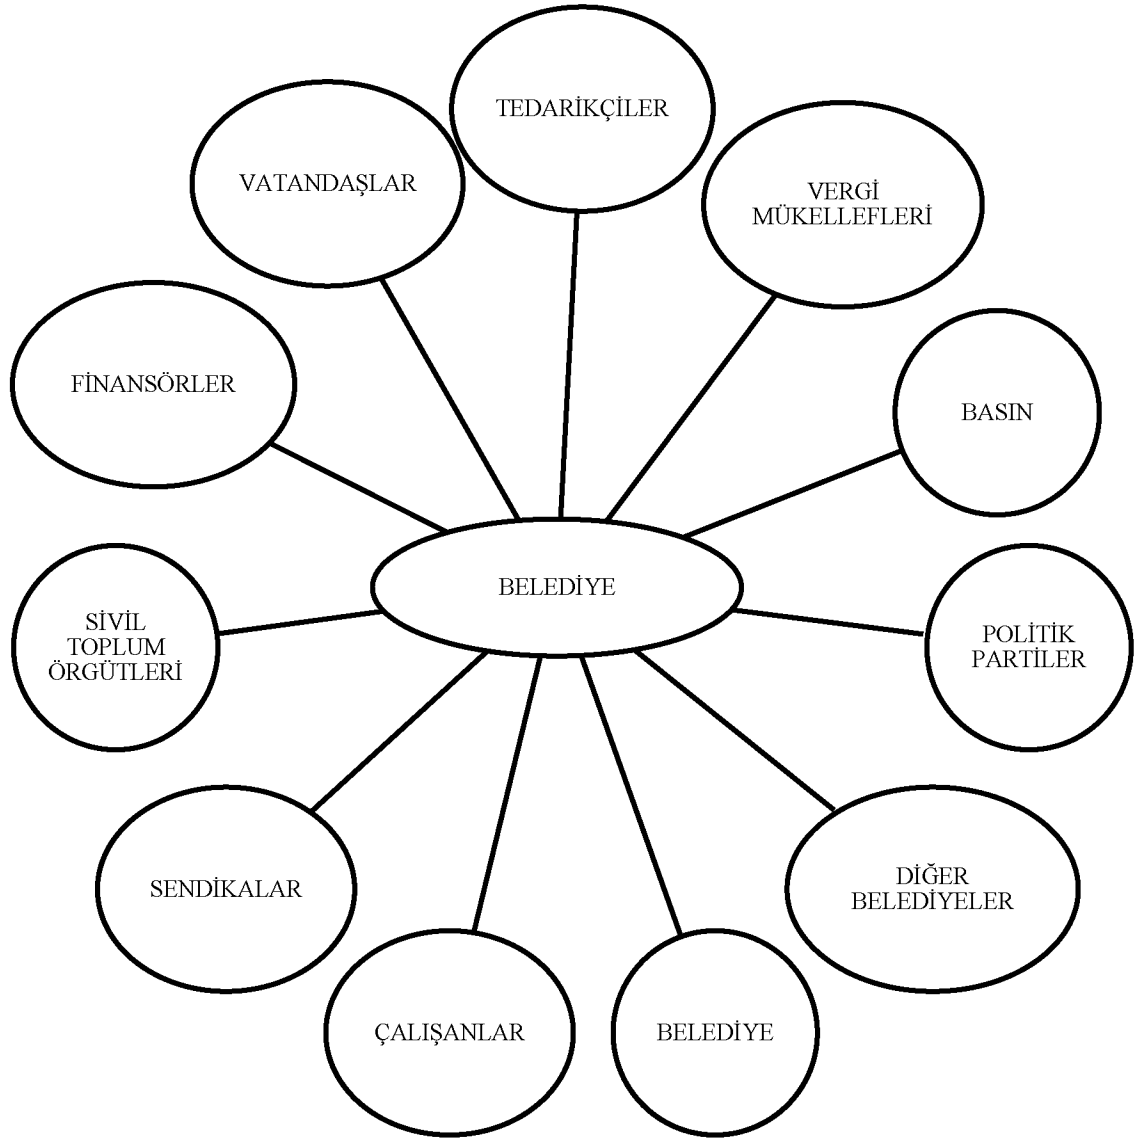 TEDARİKÇİLER
VATANDAŞLAR
VERGİ
MÜKELLEFLERİ
FİNANSÖRLER
BASIN
BELEDİYE
SİVİL
TOPLUM
ÖRGÜTLERİ
POLİTİK
PARTİLER
SENDİKALAR
DİĞER
BELEDİYELER
ÇALIŞANLAR
BELEDİYE